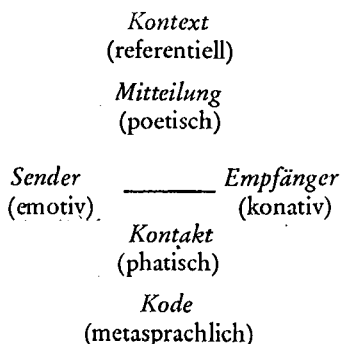 Kontext
(referentiell)
Mitteilung
(poetisch)
Sender Empfänger
(emotiv) (konativ)
Kontakt
(phatisch)
Kode
(metasprachlich)